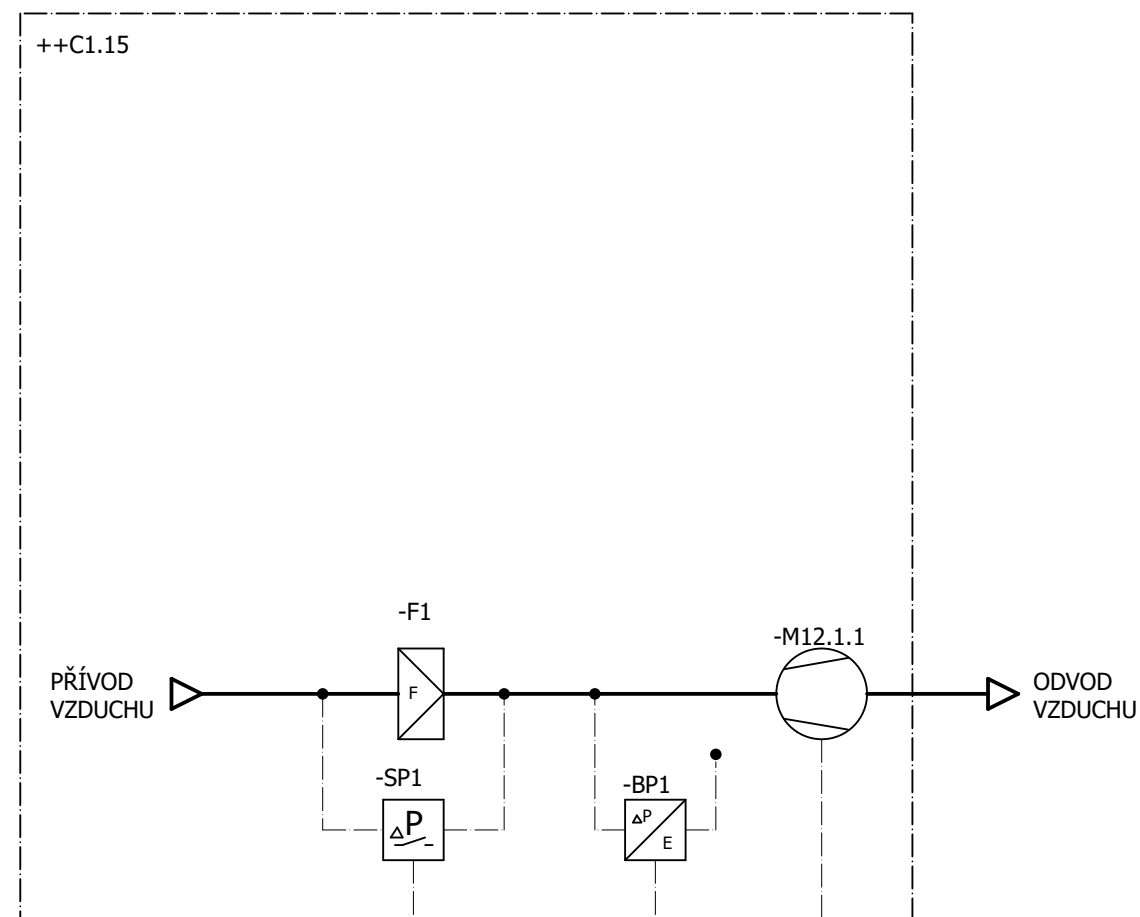 ++C1.15
-F1
-M12.1.1
PŘÍVOD
VZDUCHU
F
ODVOD
VZDUCHU
-SP1
-BP1
ΔP
ΔP
E